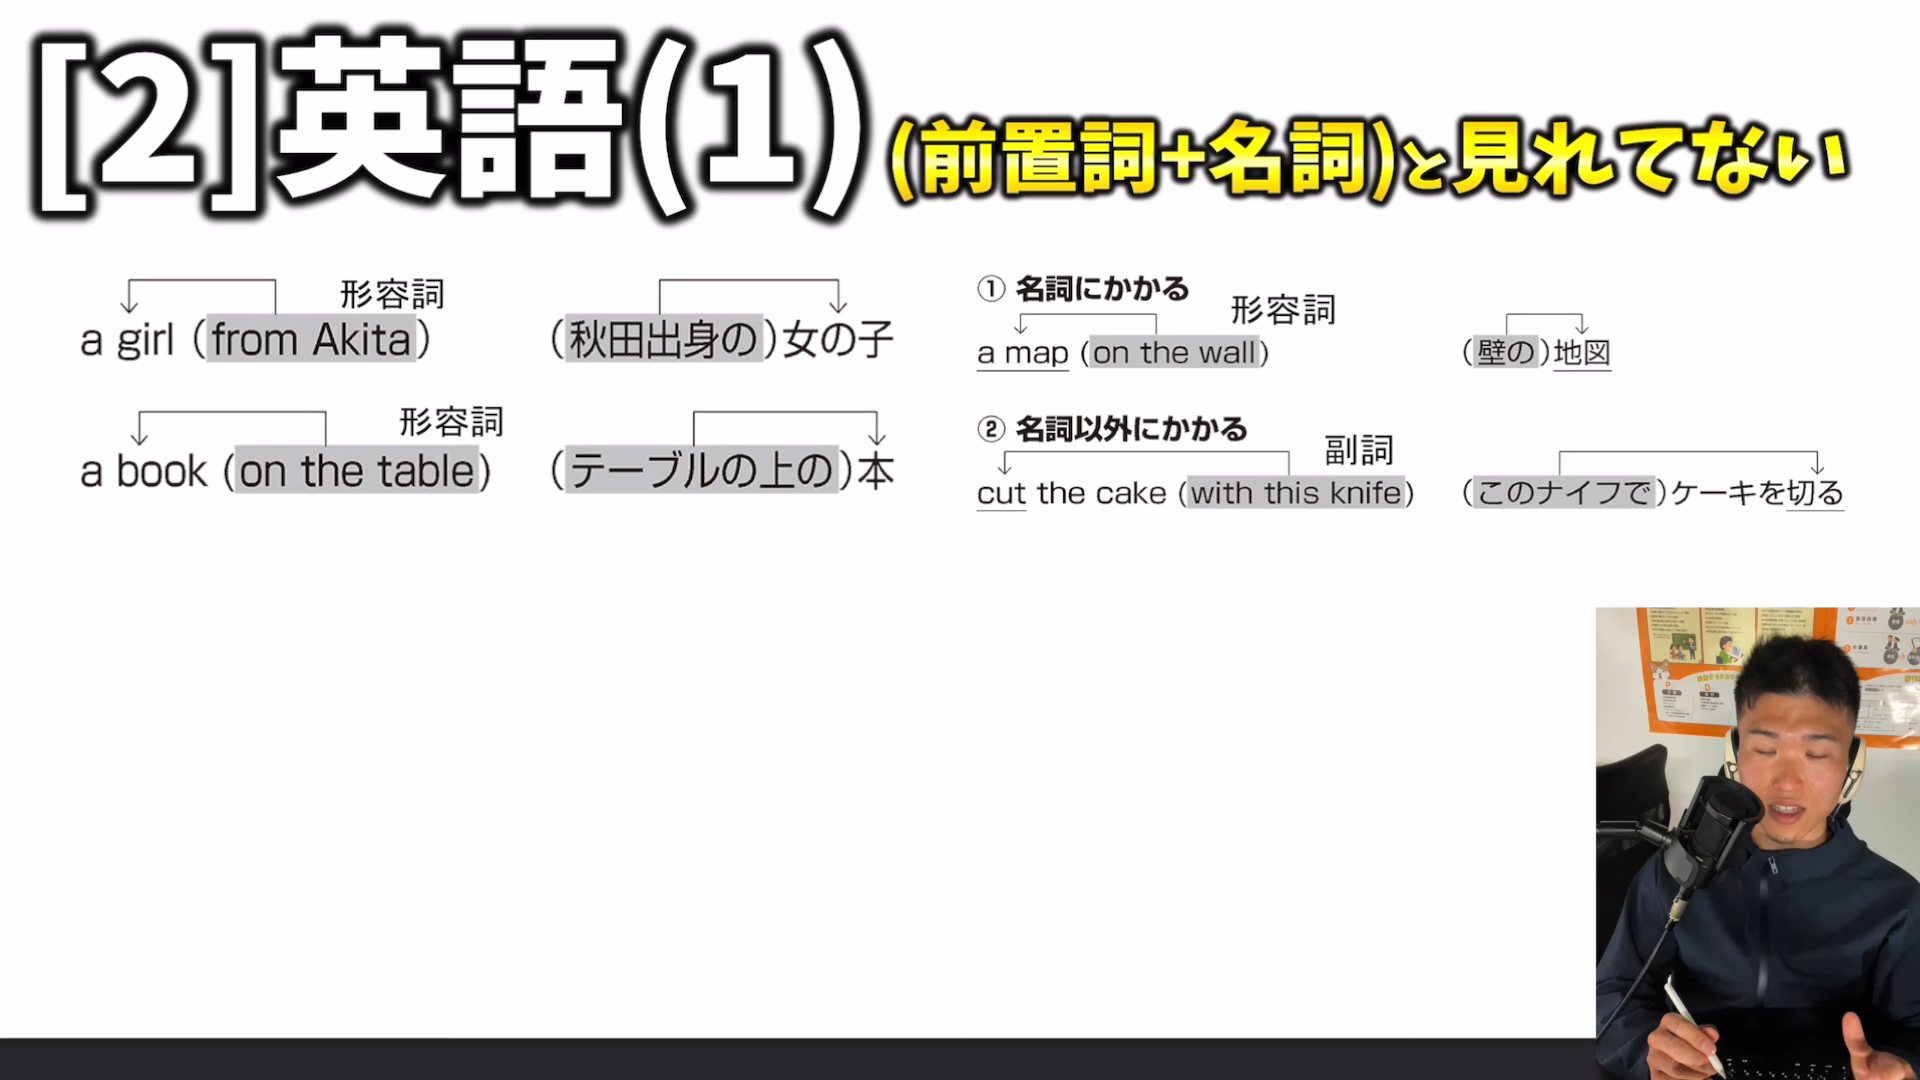 [2]英語(1) (前置詞+名詞)と見れてない
形容詞
a girl (from Akita) (秋田出身の)女の子
形容詞
a book (on the table) (テーブルの上の)本
① 名詞にかかる
形容詞
a map (on the wall) (壁の)地図
② 名詞以外にかかる
副詞
cut the cake (with this knife) (このナイフで)ケーキを切る